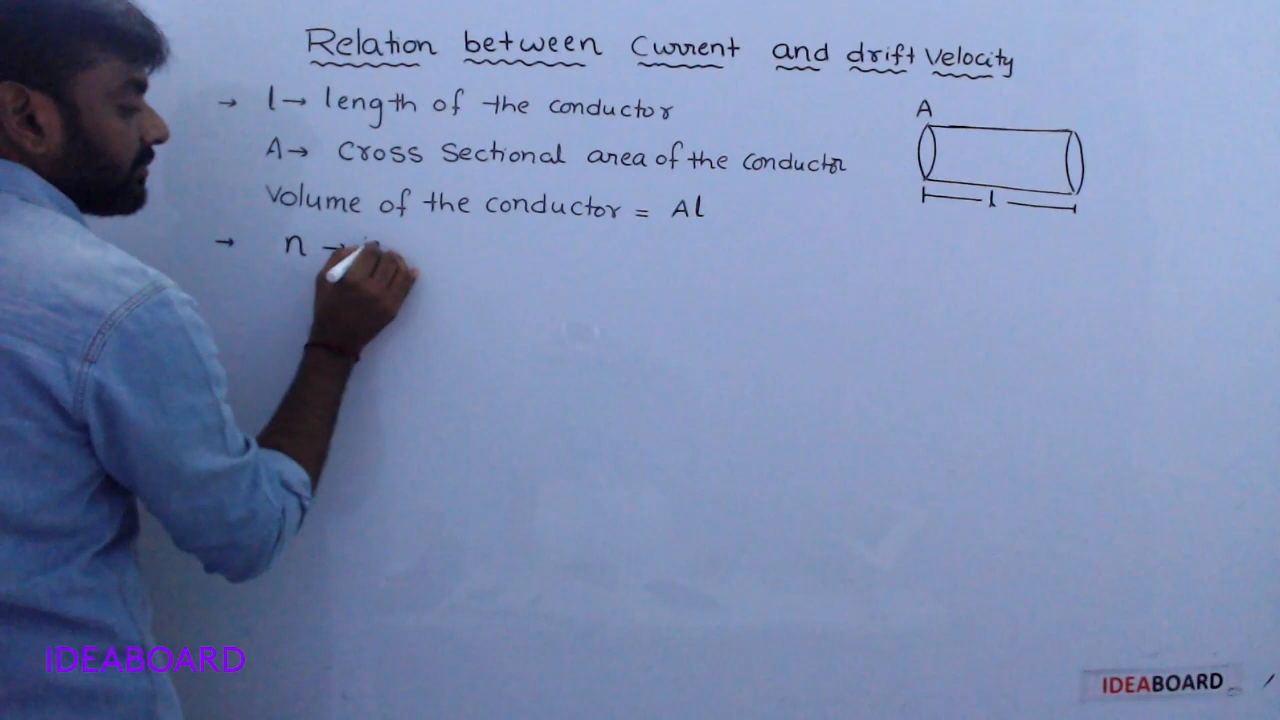 Relation between Current and drift velocity
→ l → length of the conductor
A → cross sectional area of the conductor
Volume of the conductor = Al
→ n →
A
l
IDEABOARD
IDEABOARD